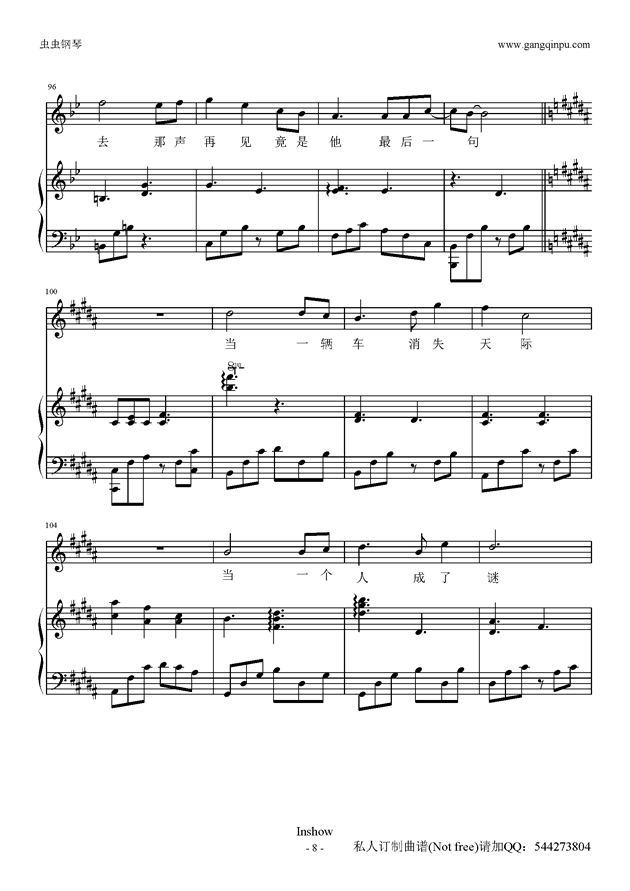 虫虫钢琴 www.gangqinpu.com
96
去 那声再见竟是他 最后一 句
100
当 一辆车 消失天 际
8va
104
当 一个人 成了谜
Inshow
- 8 - 私人订制曲谱(Not free)请加QQ：544273804